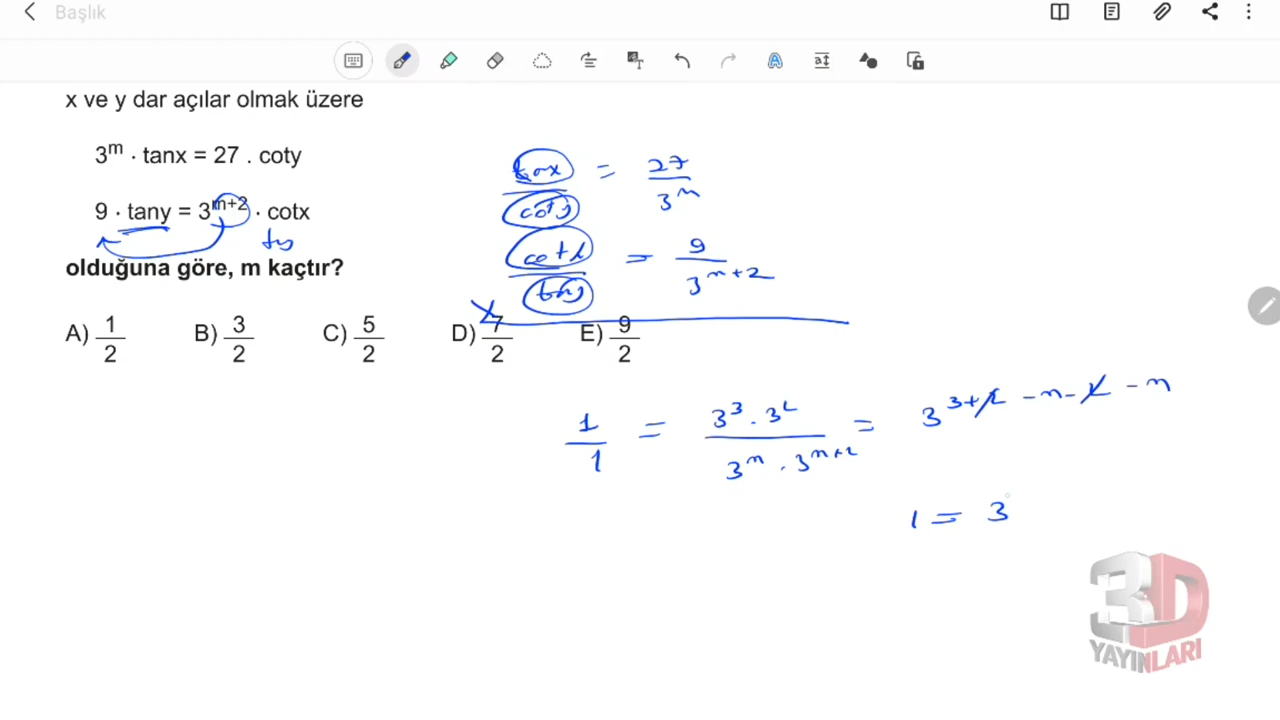 Başlık
x ve y dar açılar olmak üzere
3^m · tanx = 27 . coty
9 · tany = 3^{m+2} · cotx
olduğuna göre, m kaçtır?
A) 1/2 B) 3/2 C) 5/2 D) 7/2 E) 9/2
tanx/coty = 27/3^m
cotx/tany = 9/3^{m+2}
x
1/1 = 3^3 . 3^2/3^m . 3^{m+2} = 3^{3+2-m-2-m}
1 = 3
3D
YAYINLARI